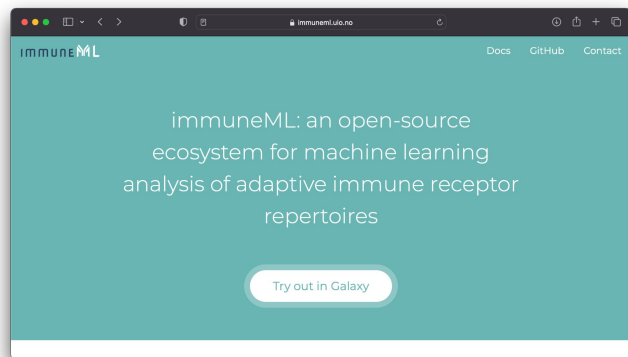 immuneml.uio.no
immuneML
Docs GitHub Contact
immuneML: an open-source
ecosystem for machine learning
analysis of adaptive immune receptor
repertoires
Try out in Galaxy